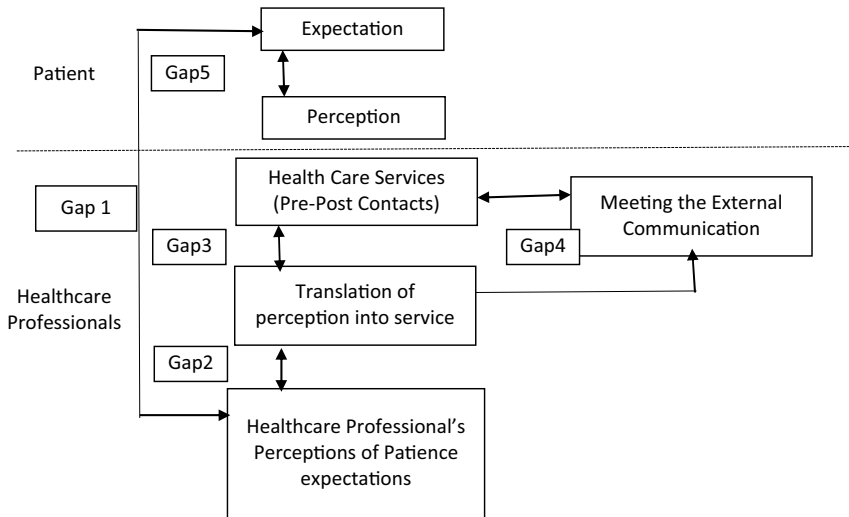 Expectation
Patient
Gap5
Perception
Health Care Services
(Pre-Post Contacts)
Meeting the External
Communication
Gap 1
Gap3
Gap4
Healthcare
Professionals
Translation of
perception into service
Gap2
Healthcare Professional’s
Perceptions of Patience
expectations